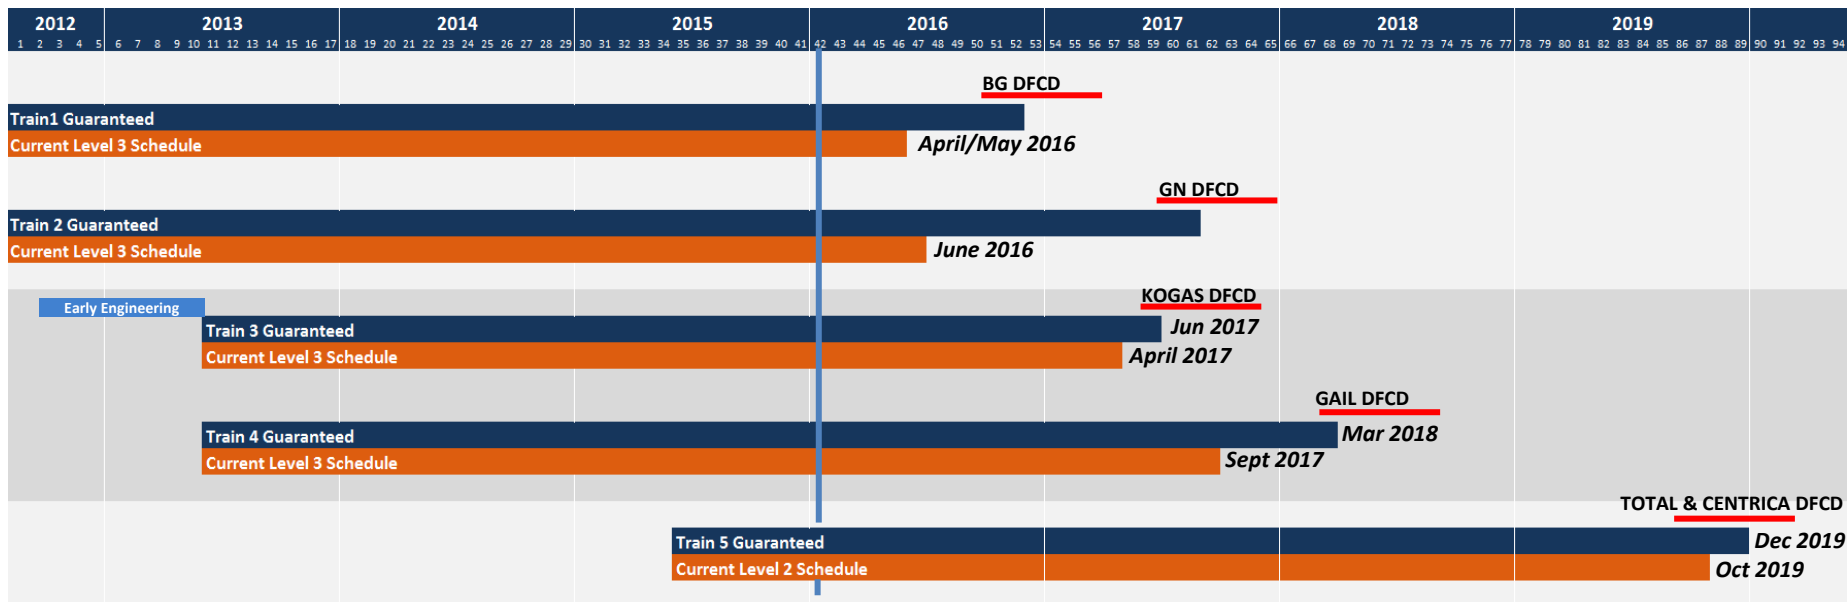 2012 2013 2014 2015 2016 2017 2018 2019
1 2 3 4 5 6 7 8 9 10 11 12 13 14 15 16 17 18 19 20 21 22 23 24 25 26 27 28 29 30 31 32 33 34 35 36 37 38 39 40 41 42 43 44 45 46 47 48 49 50 51 52 53 54 55 56 57 58 59 60 61 62 63 64 65 66 67 68 69 70 71 72 73 74 75 76 77 78 79 80 81 82 83 84 85 86 87 88 89 90 91 92 93 94
BG DFCD
Train1 Guaranteed
Current Level 3 Schedule April/May 2016
GN DFCD
Train 2 Guaranteed
Current Level 3 Schedule June 2016
Early Engineering KOGAS DFCD
Train 3 Guaranteed Jun 2017
Current Level 3 Schedule April 2017
GAIL DFCD
Train 4 Guaranteed Mar 2018
Current Level 3 Schedule Sept 2017
TOTAL & CENTRICA DFCD
Train 5 Guaranteed Dec 2019
Current Level 2 Schedule Oct 2019